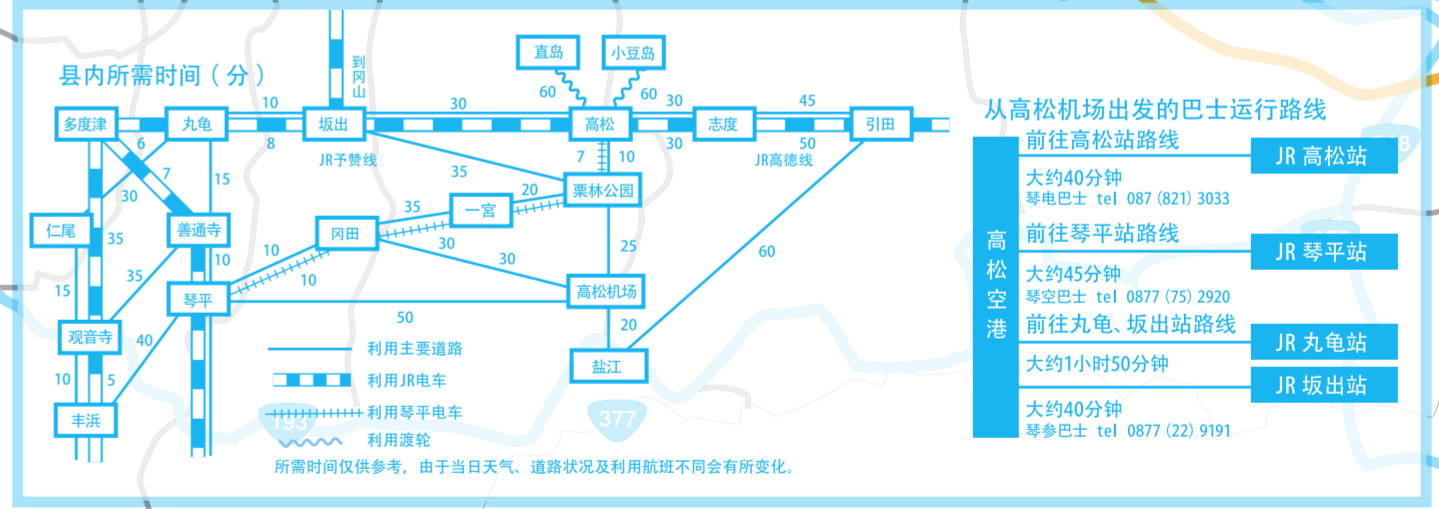 县内所需时间（分）
到冈山
直岛
小豆岛
60
60
10
30
30
45
多度津
丸龟
坂出
高松
志度
引田
6
8
JR予赞线
7
10
30
JR高德线
50
7
30
15
35
35
20
栗林公园
一宫
仁尾
善通寺
冈田
35
10
30
25
60
10
30
35
10
15
琴平
高松机场
50
20
40
观音寺
10
5
盐江
丰浜
利用主要道路
利用JR电车
利用琴平电车
利用渡轮
193
377
所需时间仅供参考，由于当日天气、道路状况及利用航班不同会有所变化。
从高松机场出发的巴士运行路线
高松空港
前往高松站路线
JR 高松站
大约40分钟
琴电巴士 tel 087 (821) 3033
前往琴平站路线
JR 琴平站
大约45分钟
琴空巴士 tel 0877 (75) 2920
前往丸龟、坂出站路线
JR 丸龟站
大约1小时50分钟
JR 坂出站
大约40分钟
琴参巴士 tel 0877 (22) 9191